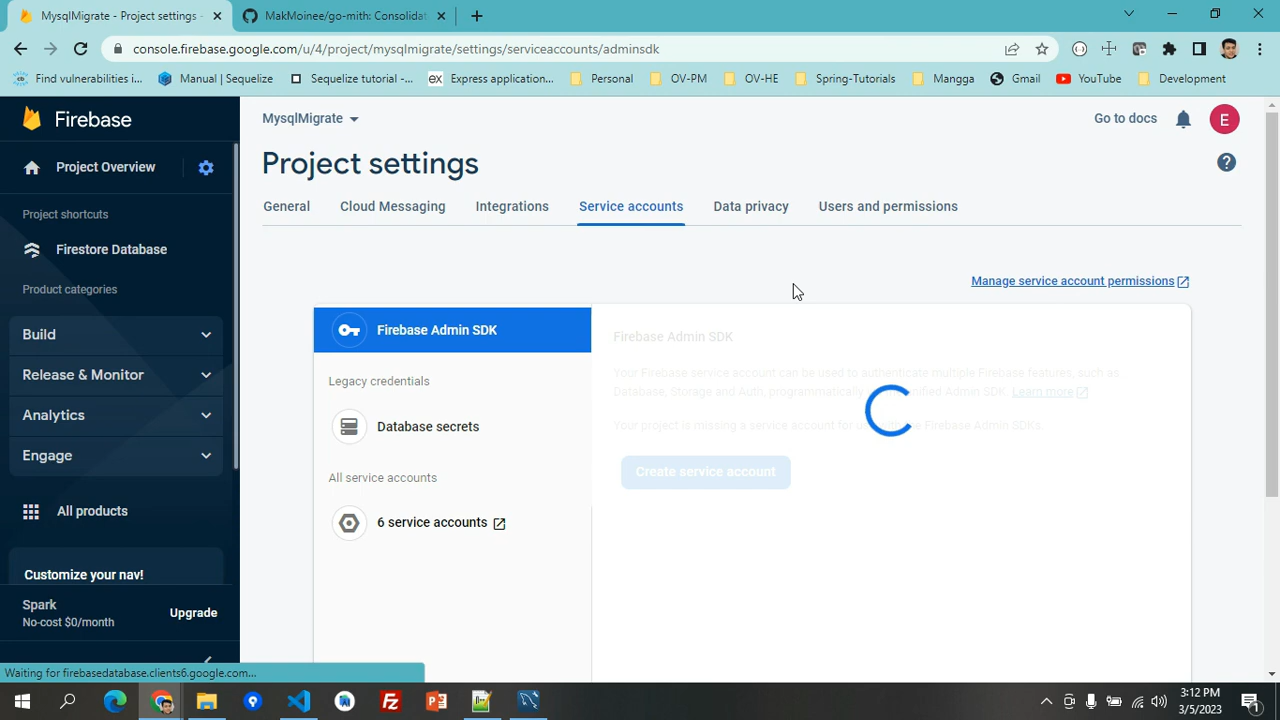 MysqlMigrate - Project settings -
MakMoinee/go-mith: Consolidat
console.firebase.google.com/u/4/project/mysqlmigrate/settings/serviceaccounts/adminsdk
Find vulnerabilities i...
Manual | Sequelize
Sequelize tutorial -...
ex
Express application...
Personal
OV-PM
OV-HE
Spring-Tutorials
Mangga
Gmail
YouTube
Development
Firebase
MysqlMigrate
Go to docs
E
Project Overview
Project settings
General
Cloud Messaging
Integrations
Service accounts
Data privacy
Users and permissions
Project shortcuts
Firestore Database
Product categories
Build
Release & Monitor
Analytics
Engage
All products
Customize your nav!
Spark
No-cost $0/month
Upgrade
Manage service account permissions
Firebase Admin SDK
Legacy credentials
Database secrets
All service accounts
6 service accounts
Firebase Admin SDK
Your Firebase service account can be used to authenticate multiple Firebase features, such as
Database, Storage and Auth, programmatically unified Admin SDK. Learn more
Your project is missing a service account for use the Firebase Admin SDKs.
Create service account
Waiting for firebasedatabase.clients6.google.com...
3:12 PM
3/5/2023
1